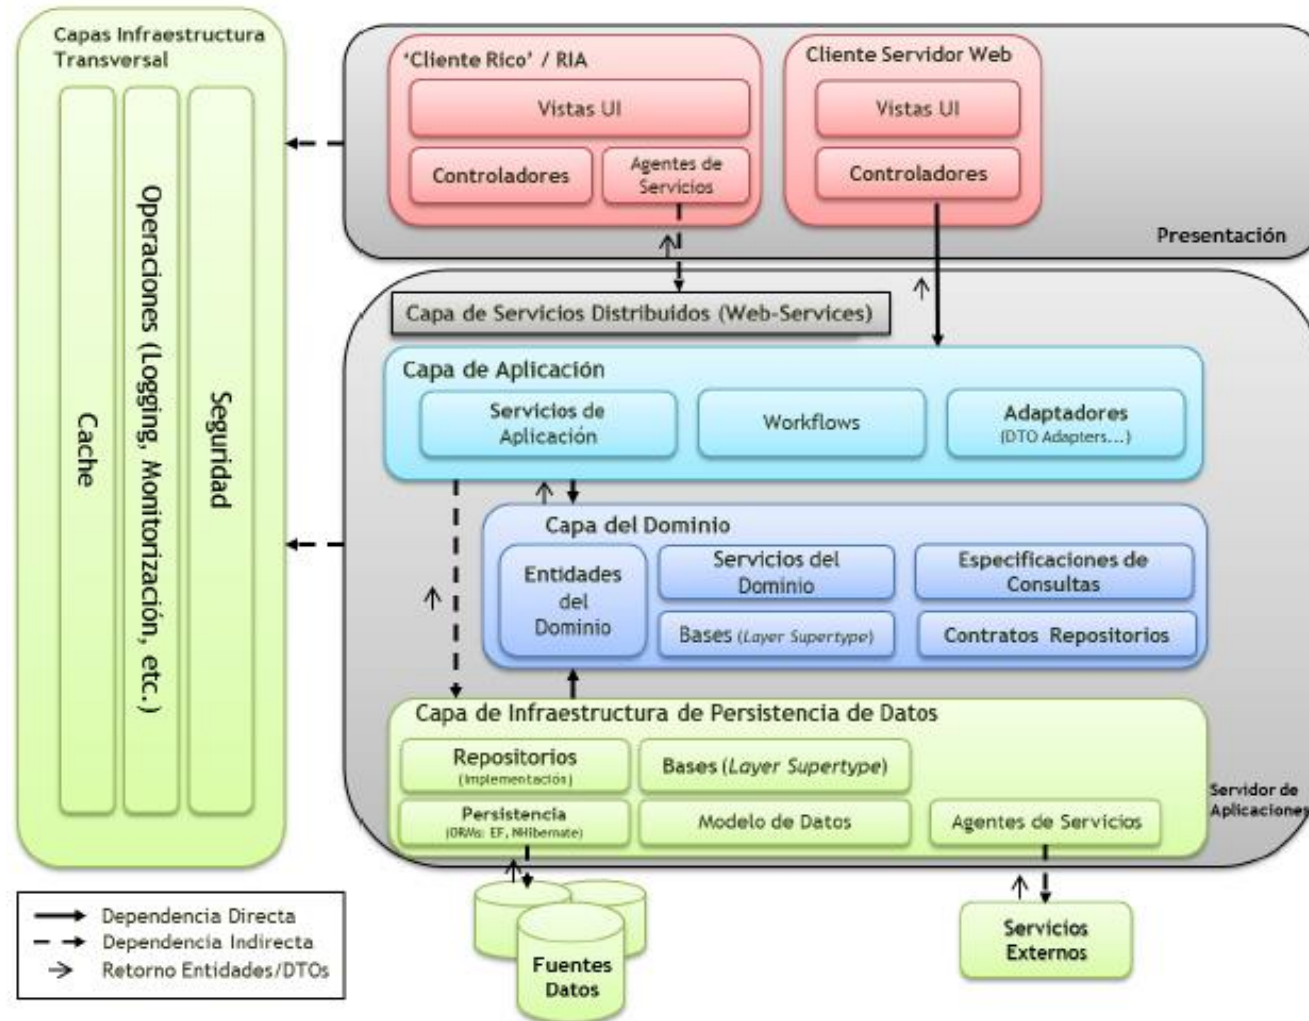 Capas Infraestructura
Transversal
Cache
Operaciones (Logging, Monitorización, etc.)
Seguridad
'Cliente Rico' / RIA
Vistas UI
Controladores
Agentes de
Servicios
Cliente Servidor Web
Vistas UI
Controladores
Presentación
Capa de Servicios Distribuidos (Web-Services)
Capa de Aplicación
Servicios de
Aplicación
Workflows
Adaptadores
(DTO Adapters...)
Capa del Dominio
Entidades
del
Dominio
Servicios del
Dominio
Especificaciones de
Consultas
Bases (Layer Supertype)
Contratos Repositorios
Capa de Infraestructura de Persistencia de Datos
Repositorios
(Implementación)
Bases (Layer Supertype)
Persistencia
(ORMs: EF, NHibernate)
Modelo de Datos
Agentes de Servicios
Servidor de
Aplicaciones
Fuentes
Datos
Servicios
Externos
Dependencia Directa
Dependencia Indirecta
Retorno Entidades/DTOs